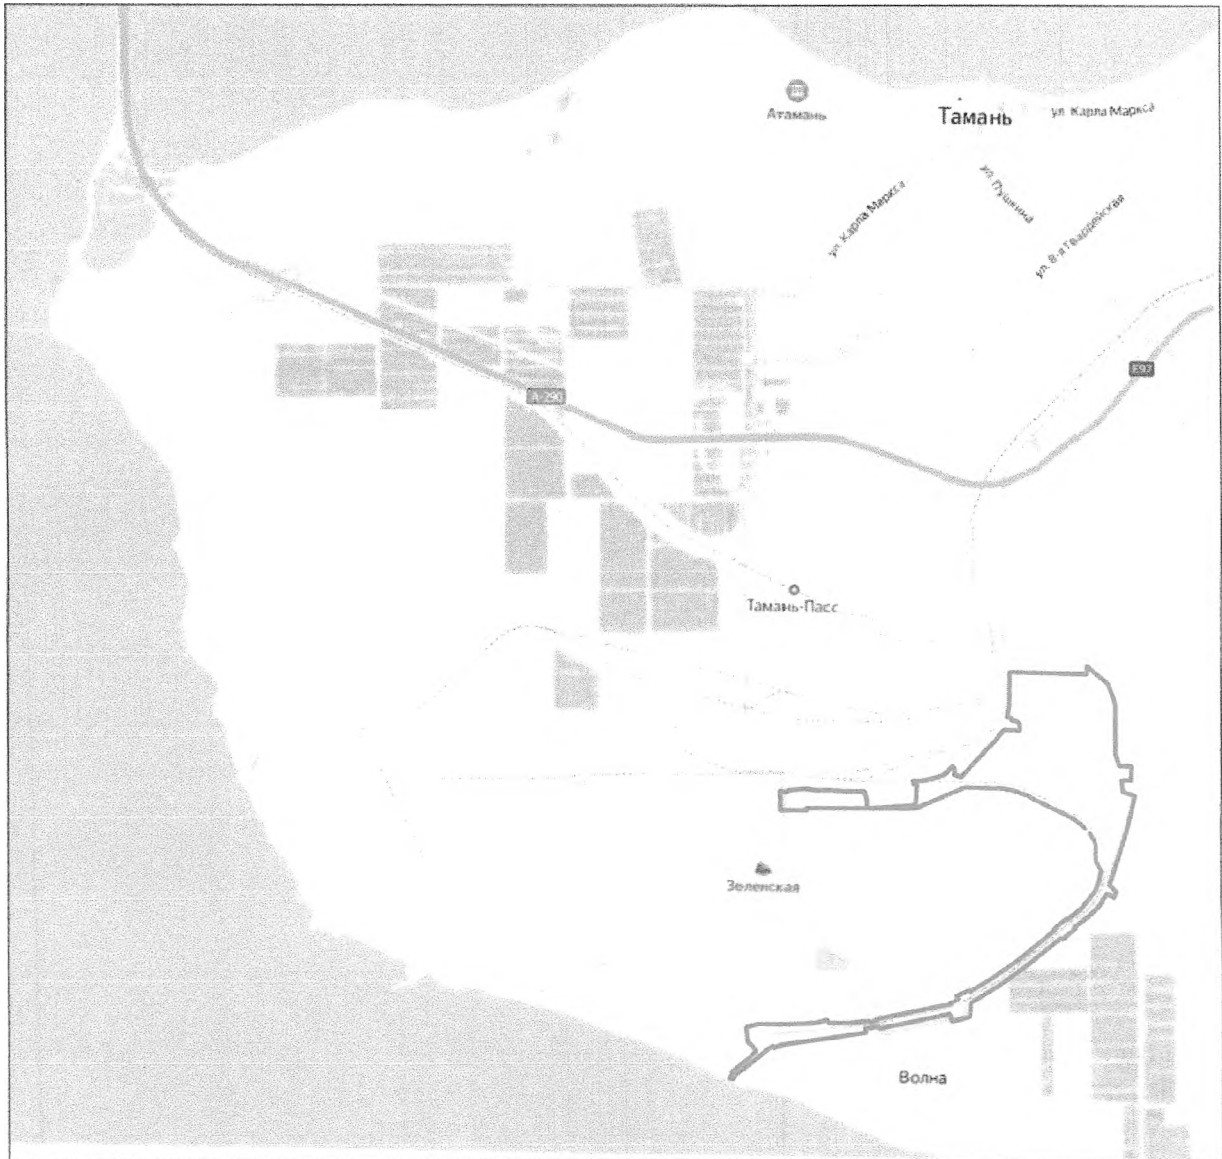 Атамань
Тамань
ул. Карла Маркса
ул. Карла Маркса
ул. Пушкина
ул. 8-я Гвардейская
E97
A-290
Тамань-Пасс
Зеленская
Волна